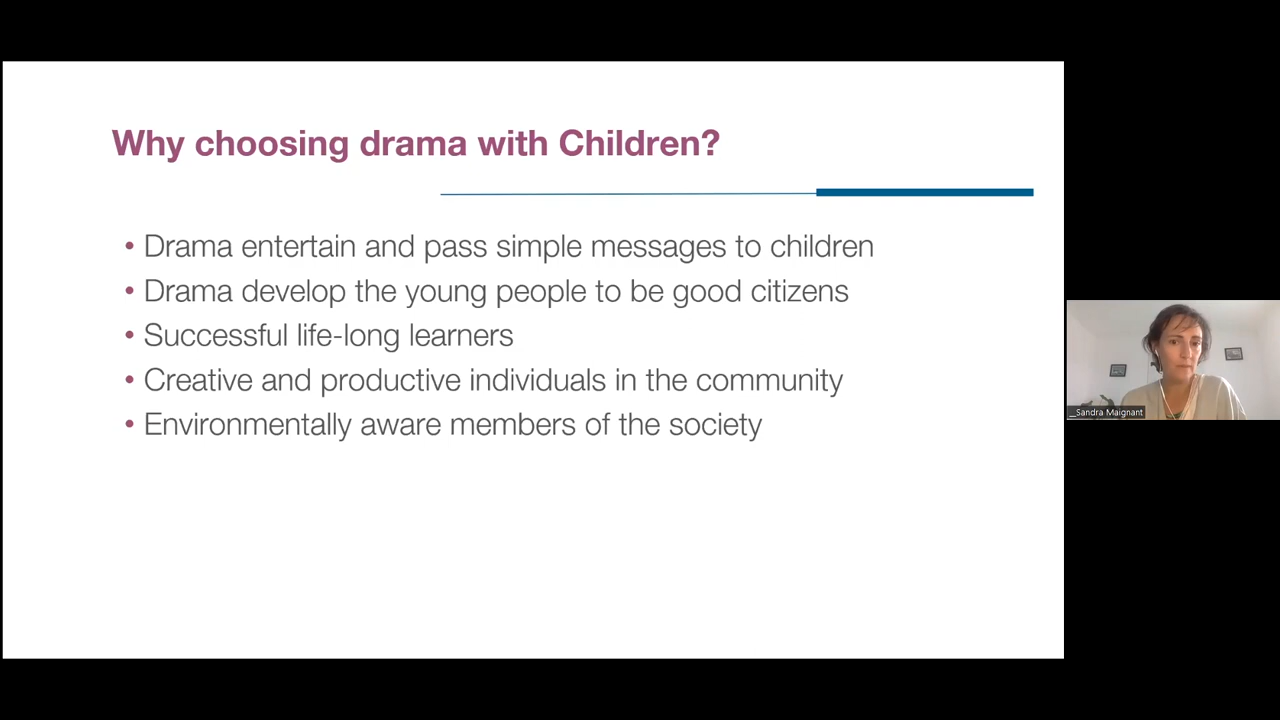 Why choosing drama with Children?
• Drama entertain and pass simple messages to children
• Drama develop the young people to be good citizens
• Successful life-long learners
• Creative and productive individuals in the community
• Environmentally aware members of the society
_Sandra Maignant